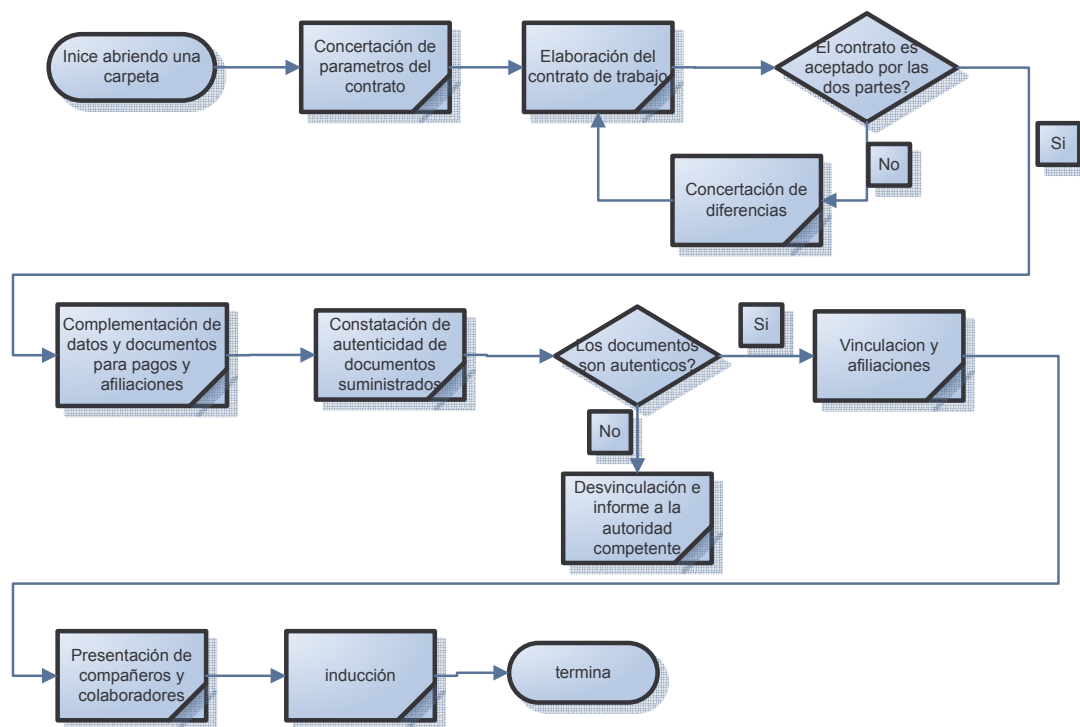 Inice abriendo una
carpeta
Concertación de
parametros del
contrato
Elaboración del
contrato de trabajo
El contrato es
aceptado por las
dos partes?
Si
No
Concertación de
diferencias
Complementación de
datos y documentos
para pagos y
afiliaciones
Constatación de
autenticidad de
documentos
suministrados
Los documentos
son autenticos?
Si
Vinculacion y
afiliaciones
No
Desvinculación e
informe a la
autoridad
competente
Presentación de
compañeros y
colaboradores
inducción
termina